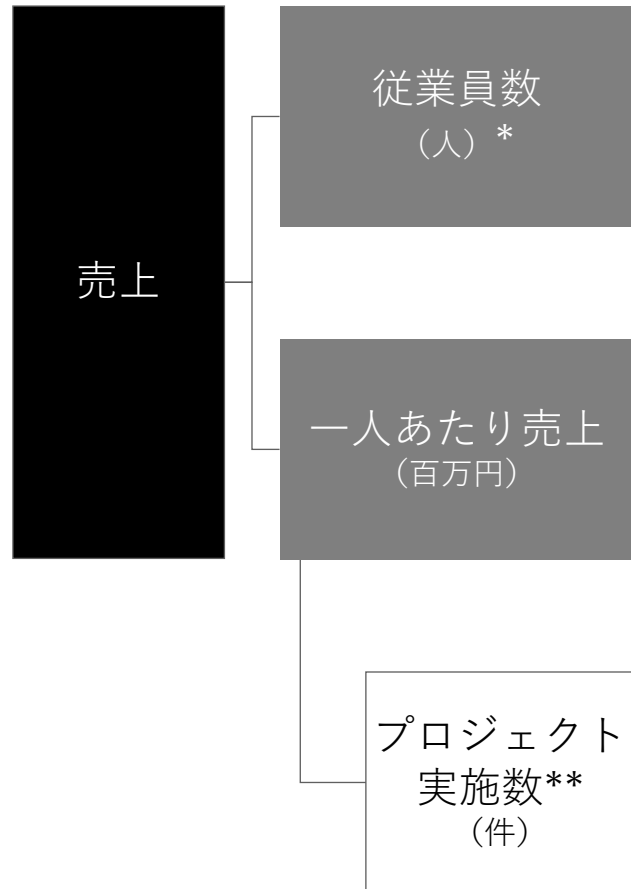 売上
従業員数
（人）*
一人あたり売上
（百万円）
プロジェクト
実施数**
（件）